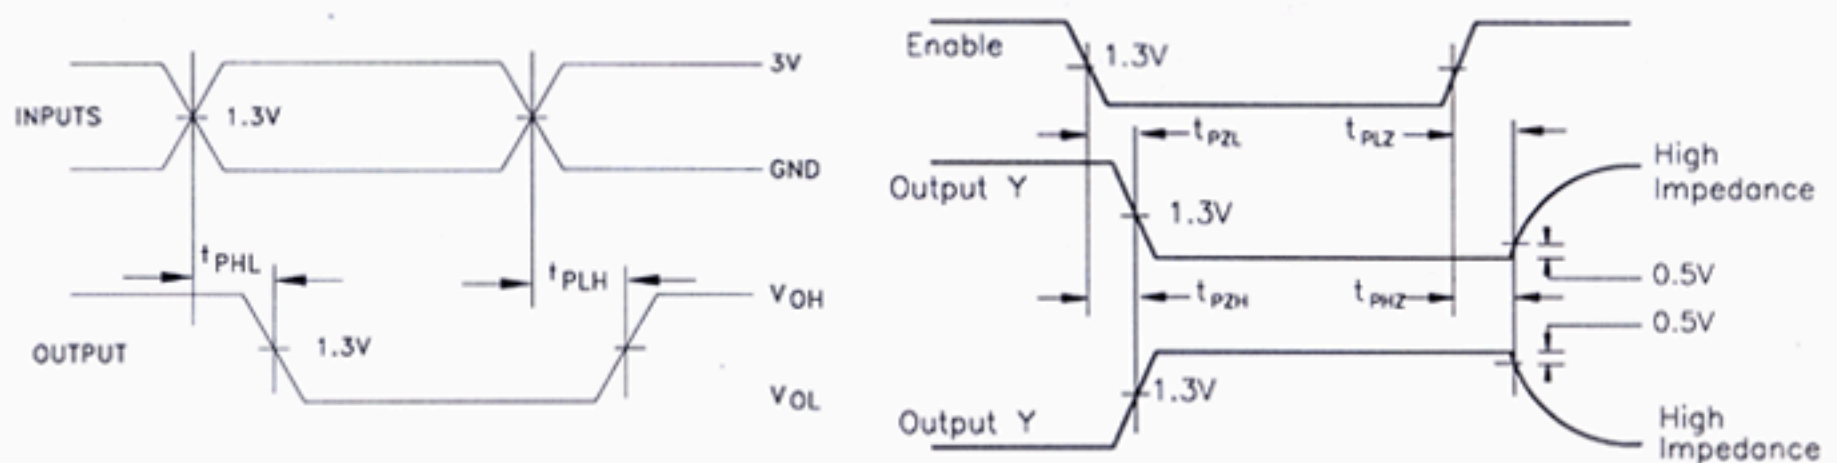 3V
INPUTS
1.3V
GND
tPHL
tPLH
VOH
OUTPUT
1.3V
VOL
Enable
1.3V
tPZL
tPLZ
High
Impedance
Output Y
1.3V
0.5V
tPZH
tPHZ
0.5V
1.3V
Output Y
High
Impedance